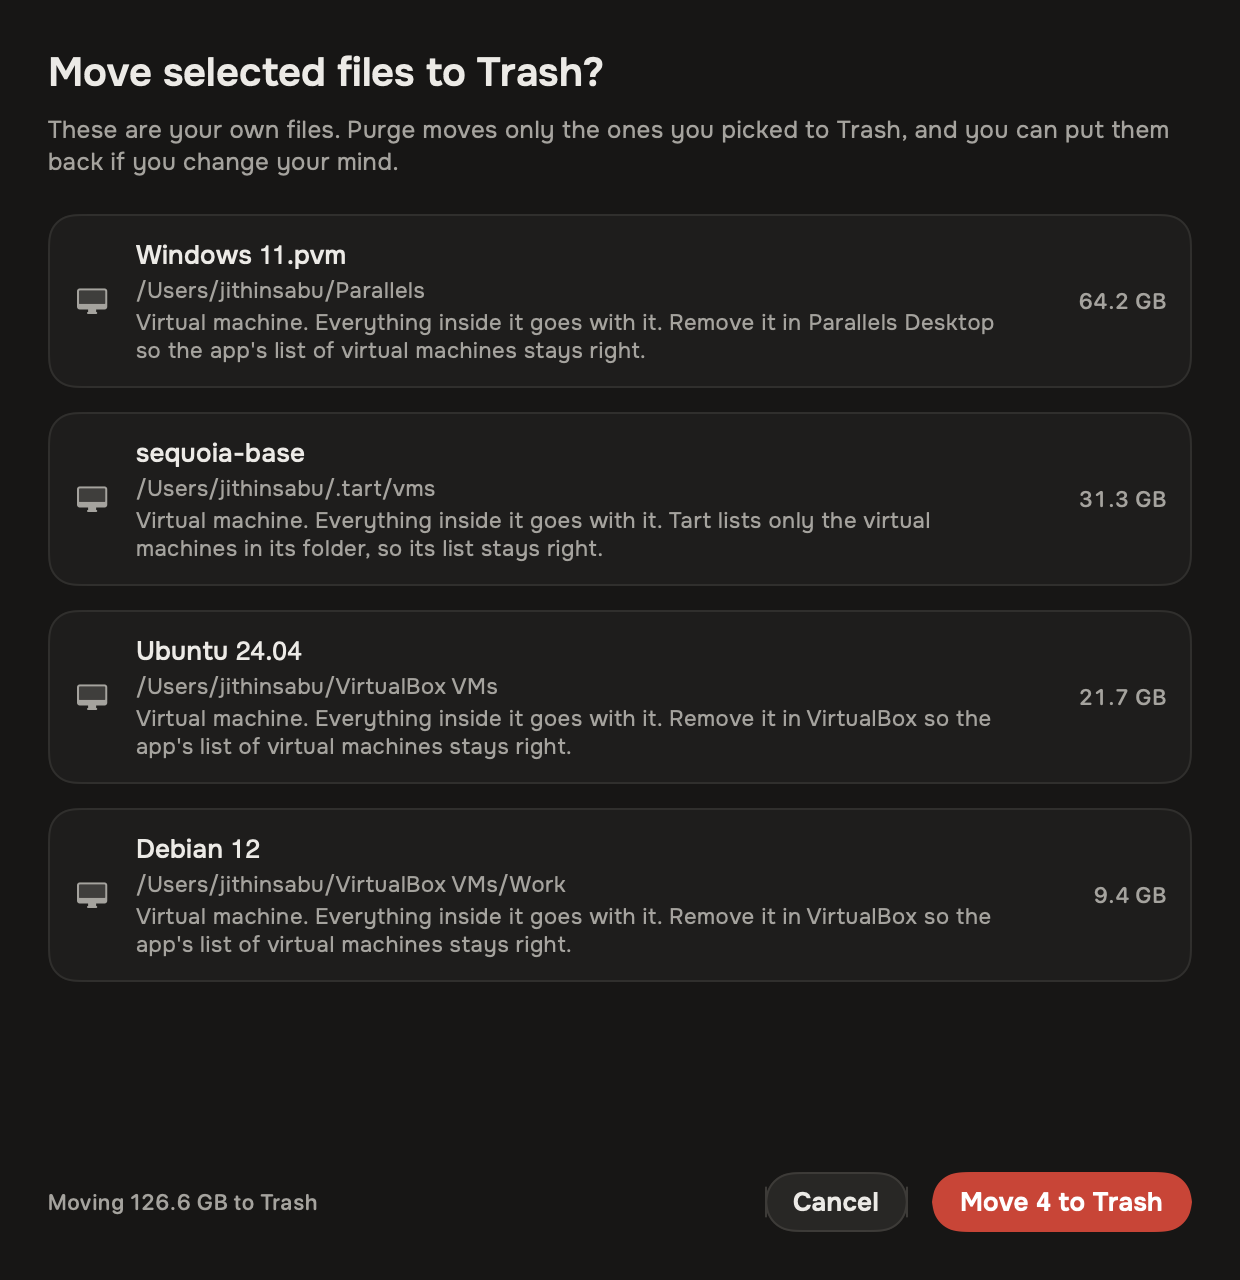 Move selected files to Trash?
These are your own files. Purge moves only the ones you picked to Trash, and you can put them
back if you change your mind.
Windows 11.pvm
/Users/jithinsabu/Parallels
Virtual machine. Everything inside it goes with it. Remove it in Parallels Desktop
so the app's list of virtual machines stays right.
64.2 GB
sequoia-base
/Users/jithinsabu/.tart/vms
Virtual machine. Everything inside it goes with it. Tart lists only the virtual
machines in its folder, so its list stays right.
31.3 GB
Ubuntu 24.04
/Users/jithinsabu/VirtualBox VMs
Virtual machine. Everything inside it goes with it. Remove it in VirtualBox so the
app's list of virtual machines stays right.
21.7 GB
Debian 12
/Users/jithinsabu/VirtualBox VMs/Work
Virtual machine. Everything inside it goes with it. Remove it in VirtualBox so the
app's list of virtual machines stays right.
9.4 GB
Moving 126.6 GB to Trash
Cancel
Move 4 to Trash